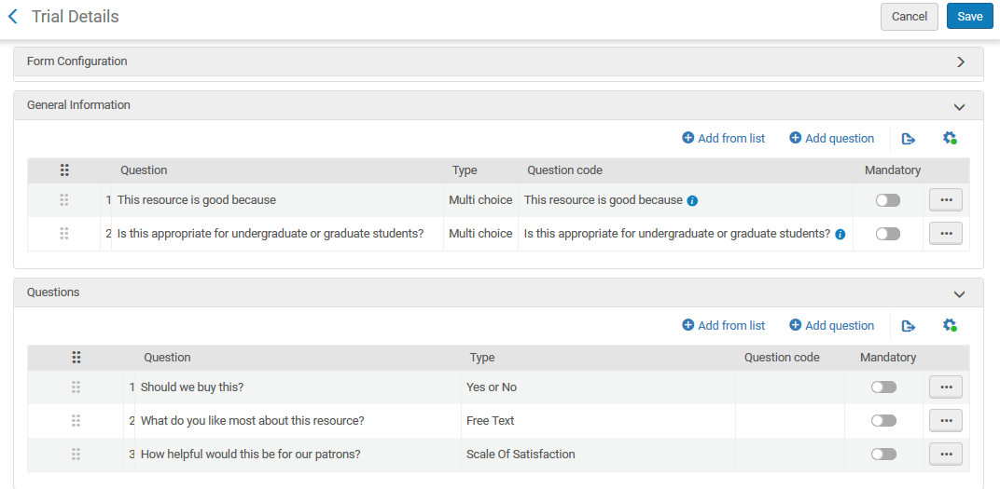 Trial Details Cancel Save
Form Configuration
General Information
Add from list Add question
Question Type Question code Mandatory
1 This resource is good because Multi choice This resource is good because
2 Is this appropriate for undergraduate or graduate students? Multi choice Is this appropriate for undergraduate or graduate students?
Questions
Add from list Add question
Question Type Question code Mandatory
1 Should we buy this? Yes or No
2 What do you like most about this resource? Free Text
3 How helpful would this be for our patrons? Scale Of Satisfaction